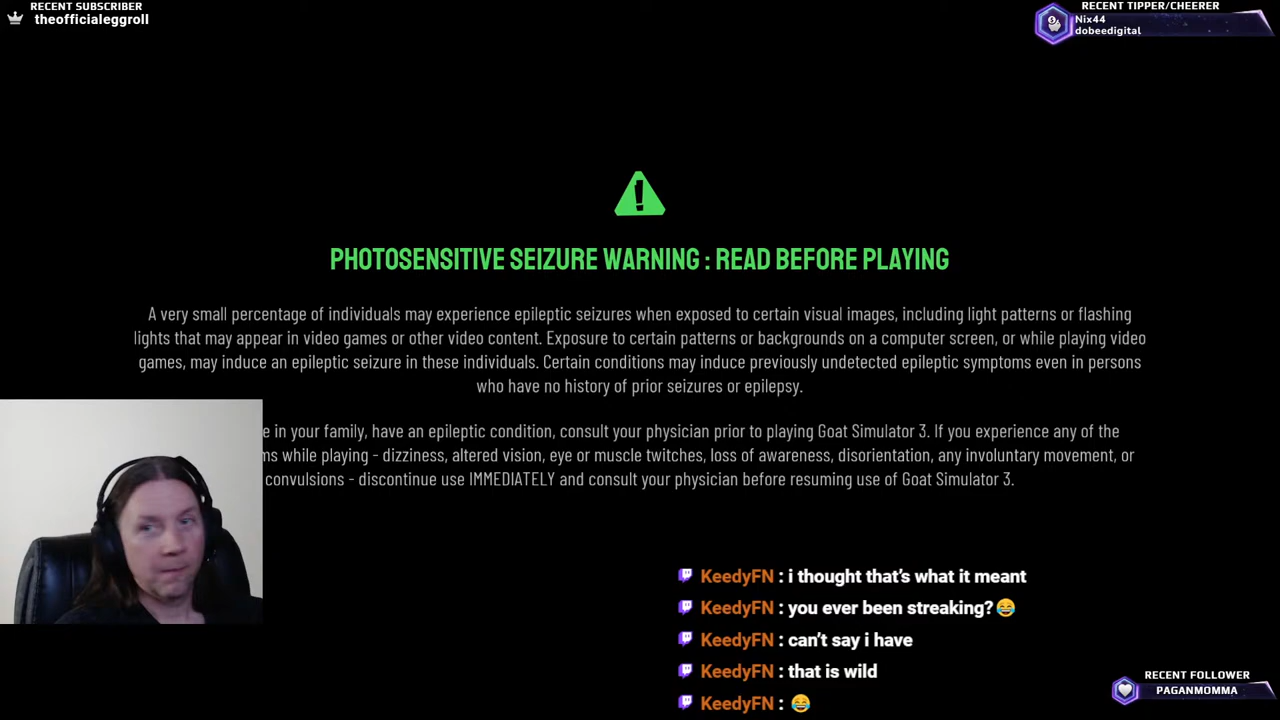 RECENT SUBSCRIBER
theofficialeggroll
RECENT TIPPER/CHEERER
Nix44
dobeedigital
PHOTOSENSITIVE SEIZURE WARNING : READ BEFORE PLAYING
A very small percentage of individuals may experience epileptic seizures when exposed to certain visual images, including light patterns or flashing
lights that may appear in video games or other video content. Exposure to certain patterns or backgrounds on a computer screen, or while playing video
games, may induce an epileptic seizure in these individuals. Certain conditions may induce previously undetected epileptic symptoms even in persons
who have no history of prior seizures or epilepsy.
e in your family, have an epileptic condition, consult your physician prior to playing Goat Simulator 3. If you experience any of the
ms while playing - dizziness, altered vision, eye or muscle twitches, loss of awareness, disorientation, any involuntary movement, or
convulsions - discontinue use IMMEDIATELY and consult your physician before resuming use of Goat Simulator 3.
KeedyFN : i thought that's what it meant
KeedyFN : you ever been streaking?😂
KeedyFN : can't say i have
KeedyFN : that is wild
KeedyFN : 😂
RECENT FOLLOWER
PAGANMOMMA